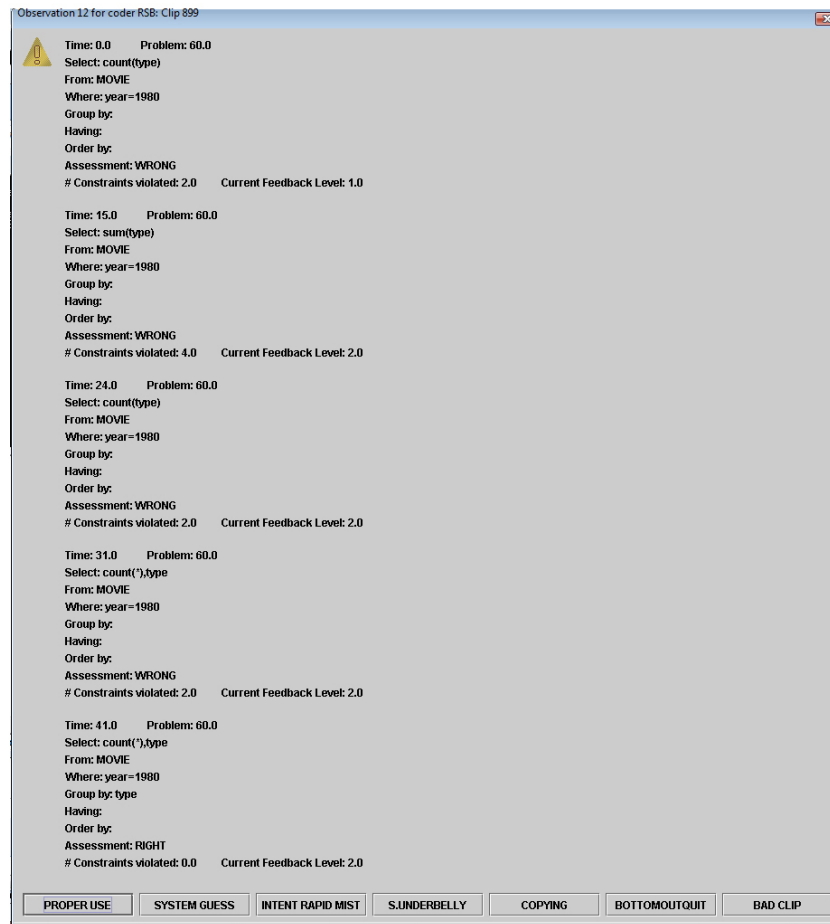 Observation 12 for coder RSB: Clip 899
Time: 0.0 Problem: 60.0
Select: count(type)
From: MOVIE
Where: year=1980
Group by:
Having:
Order by:
Assessment: WRONG
# Constraints violated: 2.0 Current Feedback Level: 1.0
Time: 15.0 Problem: 60.0
Select: sum(type)
From: MOVIE
Where: year=1980
Group by:
Having:
Order by:
Assessment: WRONG
# Constraints violated: 4.0 Current Feedback Level: 2.0
Time: 24.0 Problem: 60.0
Select: count(type)
From: MOVIE
Where: year=1980
Group by:
Having:
Order by:
Assessment: WRONG
# Constraints violated: 2.0 Current Feedback Level: 2.0
Time: 31.0 Problem: 60.0
Select: count(*),type
From: MOVIE
Where: year=1980
Group by:
Having:
Order by:
Assessment: WRONG
# Constraints violated: 2.0 Current Feedback Level: 2.0
Time: 41.0 Problem: 60.0
Select: count(*),type
From: MOVIE
Where: year=1980
Group by: type
Having:
Order by:
Assessment: RIGHT
# Constraints violated: 0.0 Current Feedback Level: 2.0
PROPER USE SYSTEM GUESS INTENT RAPID MIST S.UNDERBELLY COPYING BOTTOMOUTQUIT BAD CLIP